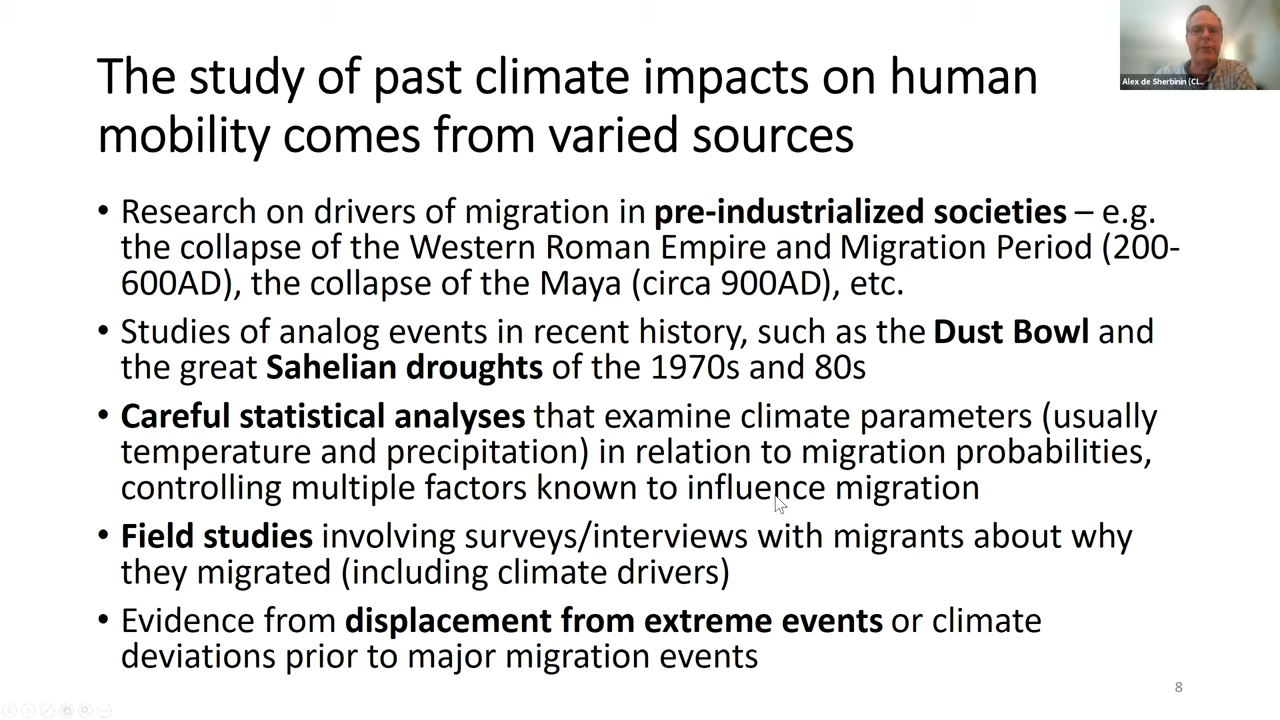 The study of past climate impacts on human
mobility comes from varied sources
Alex de Sherbinin (CI...
• Research on drivers of migration in pre-industrialized societies – e.g.
the collapse of the Western Roman Empire and Migration Period (200-
600AD), the collapse of the Maya (circa 900AD), etc.
• Studies of analog events in recent history, such as the Dust Bowl and
the great Sahelian droughts of the 1970s and 80s
• Careful statistical analyses that examine climate parameters (usually
temperature and precipitation) in relation to migration probabilities,
controlling multiple factors known to influence migration
• Field studies involving surveys/interviews with migrants about why
they migrated (including climate drivers)
• Evidence from displacement from extreme events or climate
deviations prior to major migration events
8